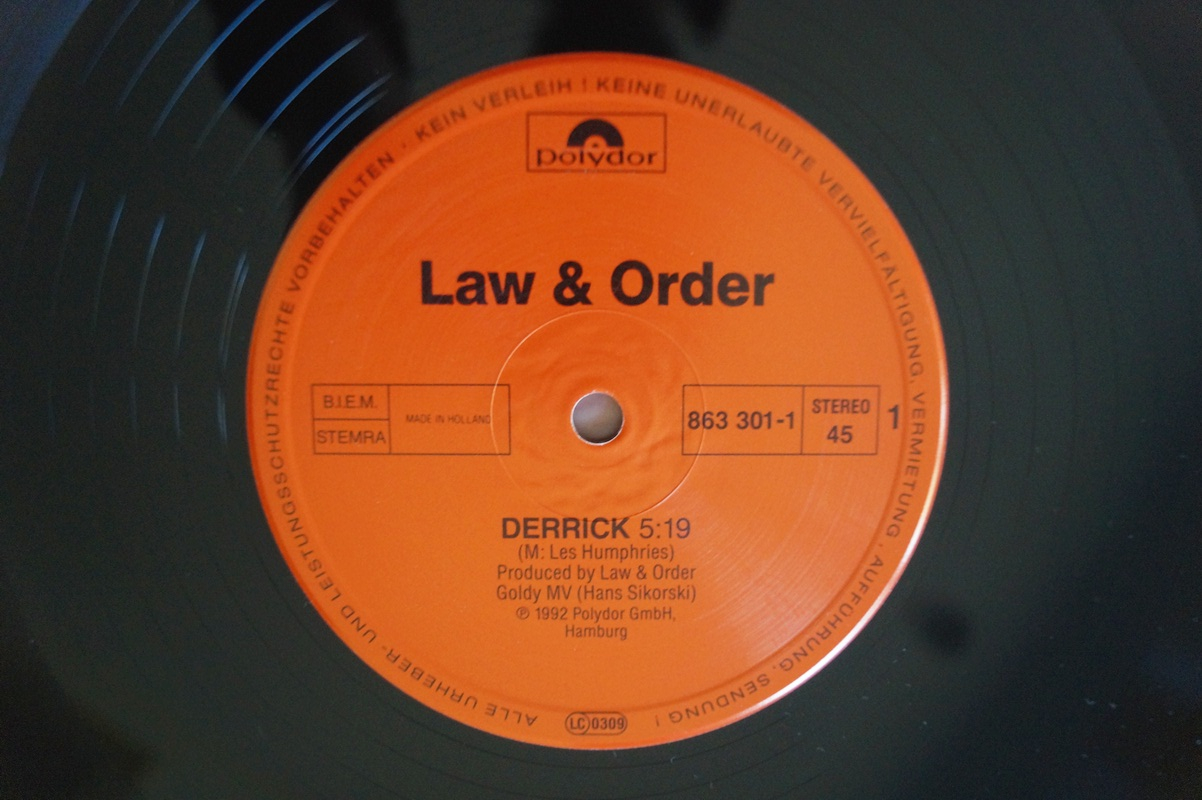 ALLE URHEBER- UND LEISTUNGSSCHUTZRECHTE VORBEHALTEN · KEIN VERLEIH ! KEINE UNERLAUBTE VERVIELFÄLTIGUNG, VERMIETUNG, AUFFÜHRUNG, SENDUNG !
polydor
Law & Order
B.I.E.M.
STEMRA
MADE IN HOLLAND
863 301-1
STEREO
45
1
DERRICK 5:19
(M: Les Humphries)
Produced by Law & Order
Goldy MV (Hans Sikorski)
℗ 1992 Polydor GmbH,
Hamburg
LC 0309